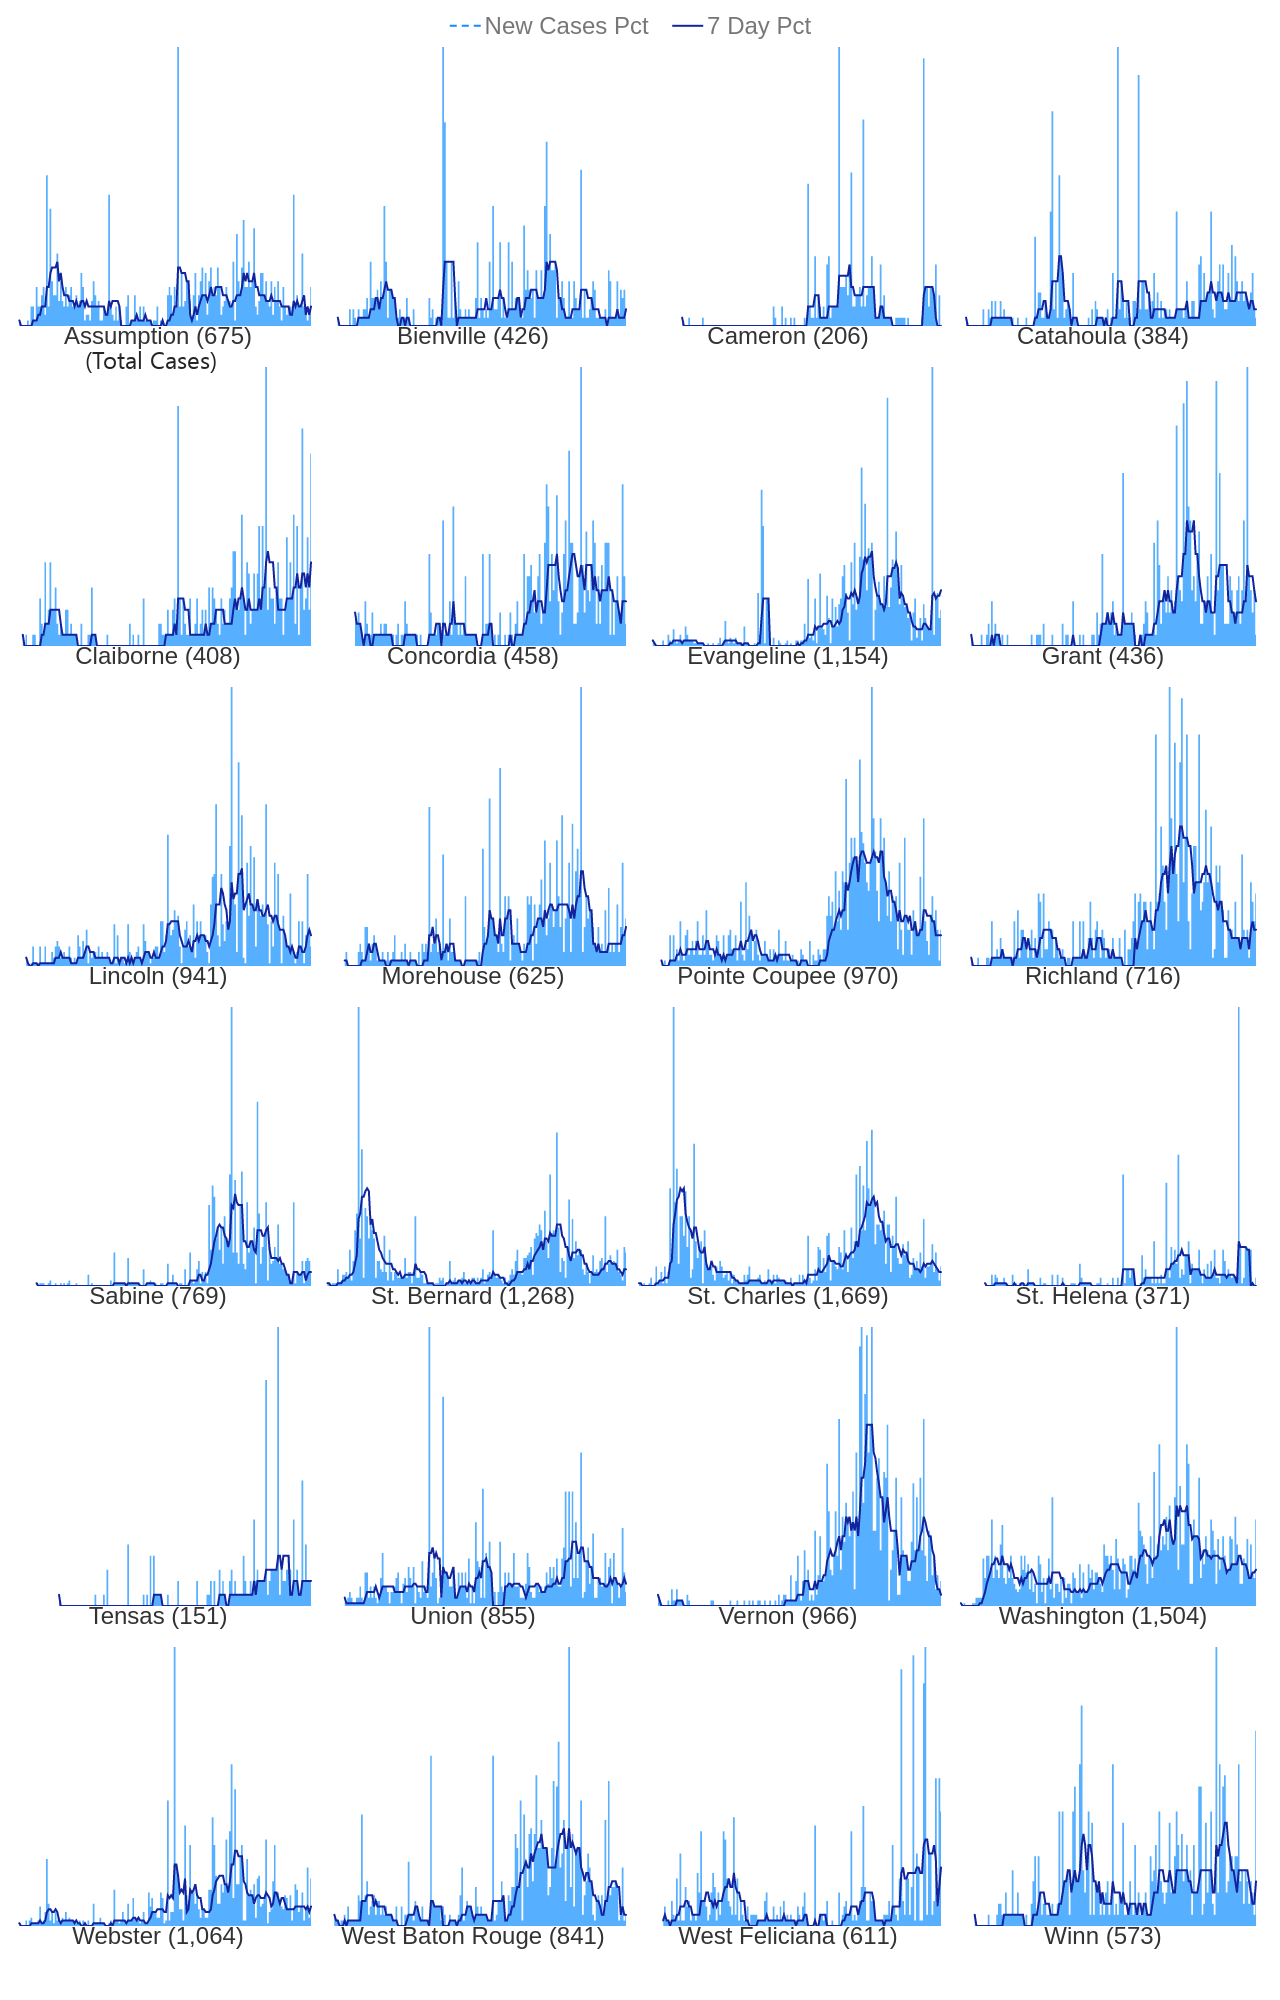 New Cases Pct 7 Day Pct
Assumption (675) Bienville (426) Cameron (206) Catahoula (384)
(Total Cases)
Claiborne (408) Concordia (458) Evangeline (1,154) Grant (436)
Lincoln (941) Morehouse (625) Pointe Coupee (970) Richland (716)
Sabine (769) St. Bernard (1,268) St. Charles (1,669) St. Helena (371)
Tensas (151) Union (855) Vernon (966) Washington (1,504)
Webster (1,064) West Baton Rouge (841) West Feliciana (611) Winn (573)